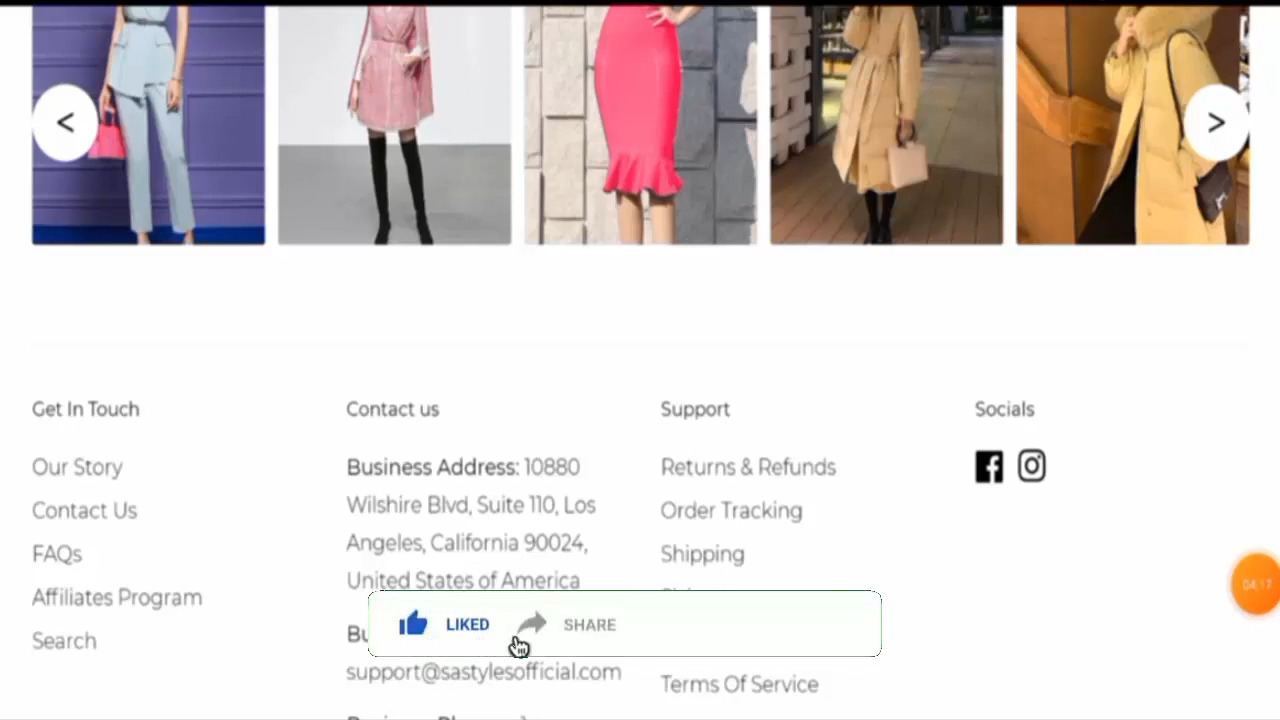 <
>
Get In Touch
Our Story
Contact Us
FAQs
Affiliates Program
Search
Contact us
Business Address: 10880
Wilshire Blvd, Suite 110, Los
Angeles, California 90024,
United States of America
support@sastylesofficial.com
Support
Returns & Refunds
Order Tracking
Shipping
Terms Of Service
Socials
LIKED
SHARE
04:17